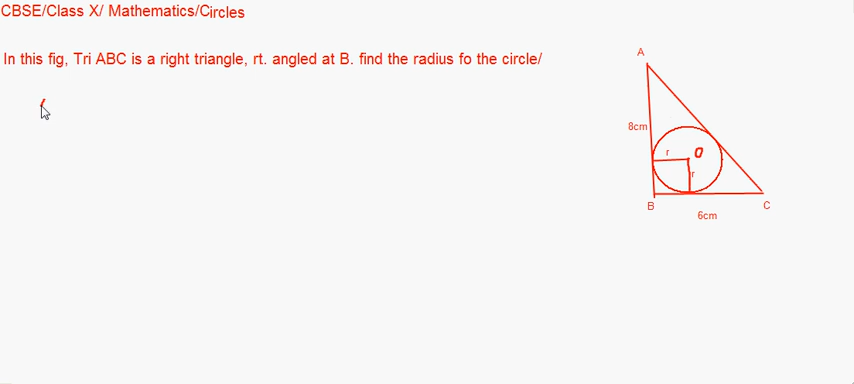 CBSE/Class X/ Mathematics/Circles
In this fig, Tri ABC is a right triangle, rt. angled at B. find the radius fo the circle/
A
8cm
r
O
r
B
C
6cm